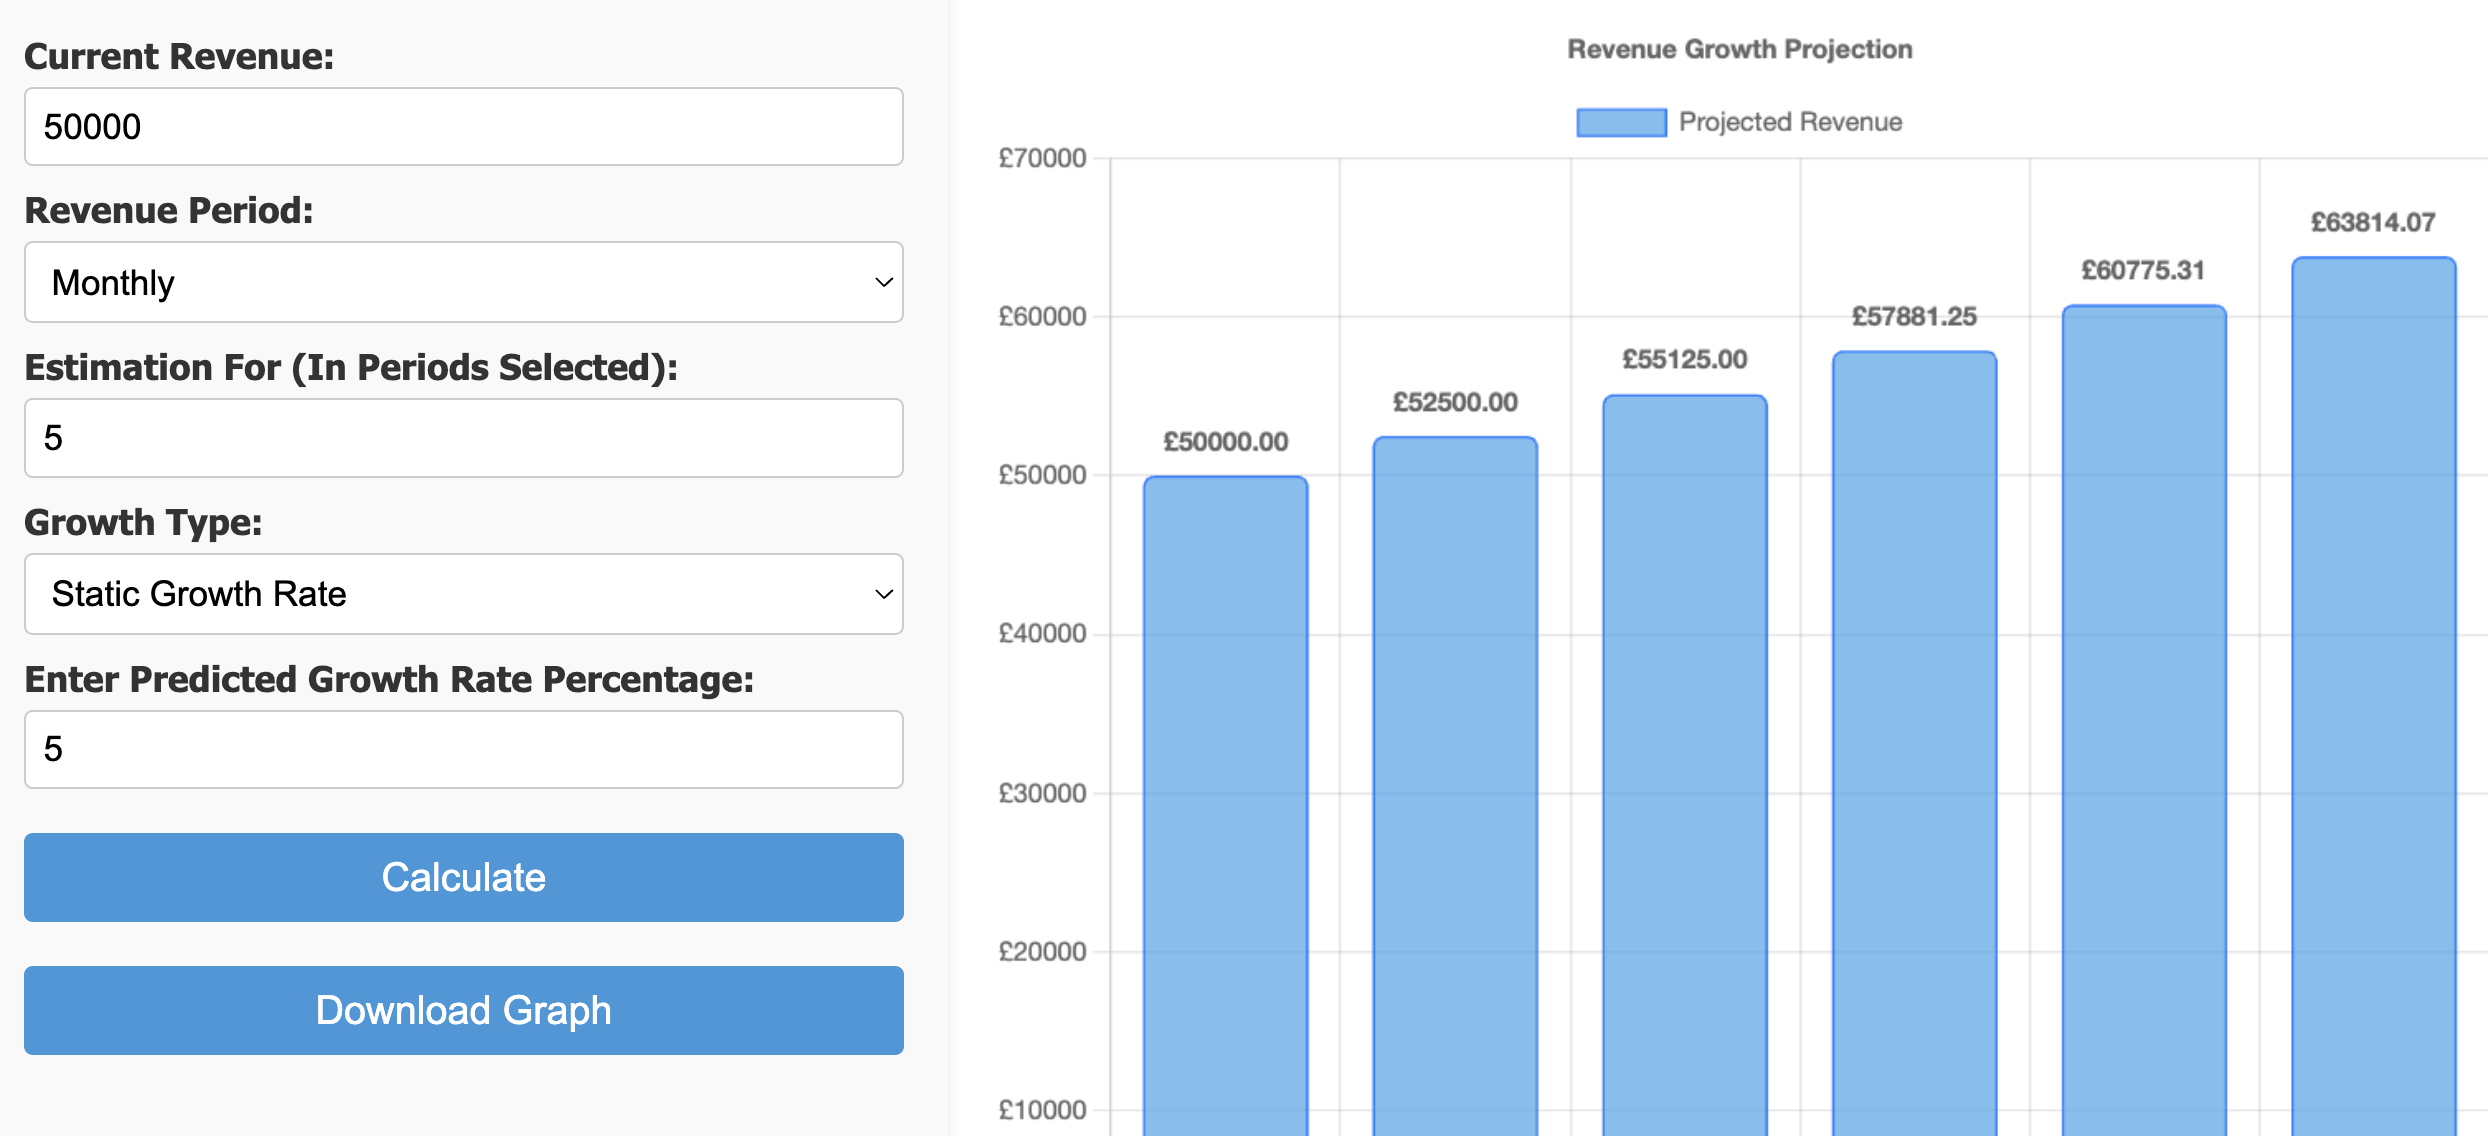 Current Revenue:
50000
Revenue Period:
Monthly
Estimation For (In Periods Selected):
5
Growth Type:
Static Growth Rate
Enter Predicted Growth Rate Percentage:
5
Calculate
Download Graph
Revenue Growth Projection
Projected Revenue
£70000
£60000
£50000
£40000
£30000
£20000
£10000
£50000.00
£52500.00
£55125.00
£57881.25
£60775.31
£63814.07